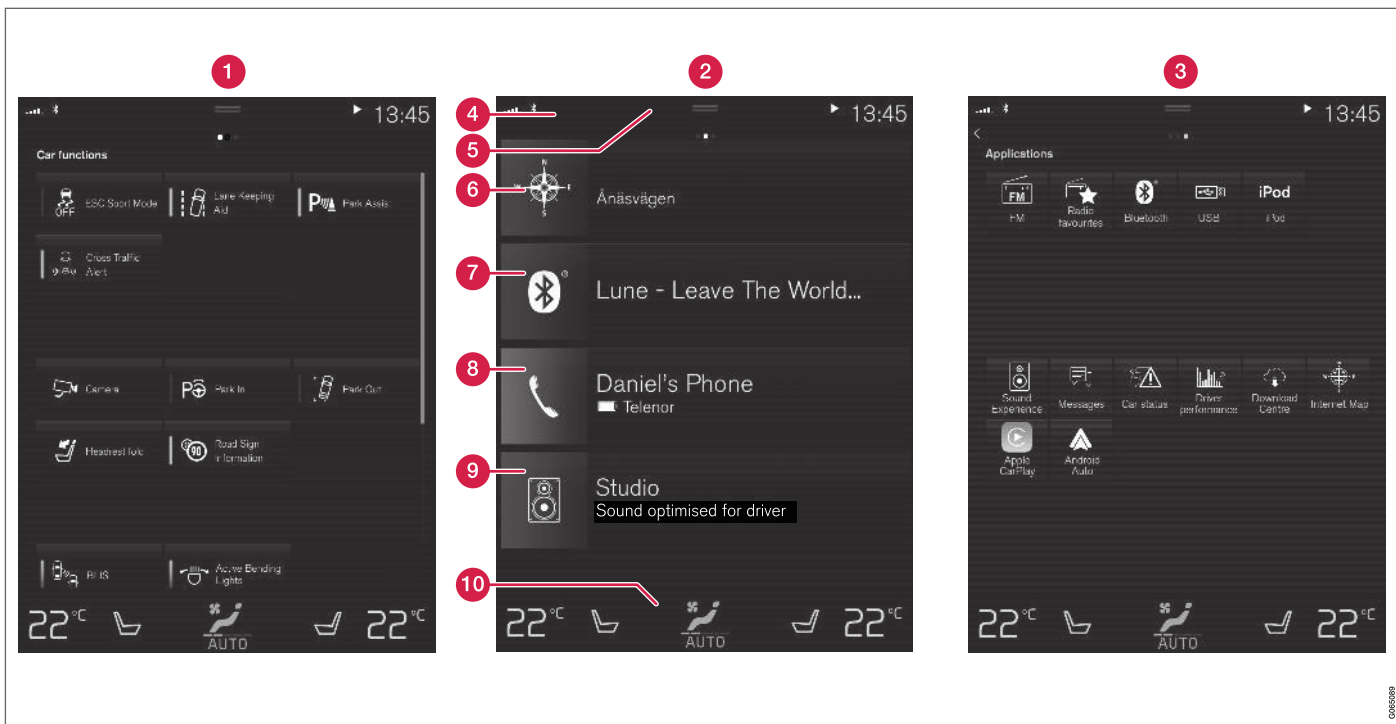 1
2
3
13:45
Car functions
ESC Sport Mode
Lane Keeping
Aid
Park Assist
OFF
Cross Traffic
Alert
Camera
Park In
Park Out
Headrest fold
90
Road Sign
Information
BLIS
Active Bending
Lights
22°C
AUTO
22°C
4
13:45
5
6
N
W
E
S
Ånäsvägen
7
Lune - Leave The World...
8
Daniel's Phone
Telenor
9
Studio
Sound optimised for driver
10
22°C
AUTO
22°C
13:45
Applications
FM
iPod
FM
Radio
favourites
Bluetooth
USB
iPod
Sound
Experience
Messages
Car status
Driver
performance
Download
Centre
Internet Map
Apple
CarPlay
Android
Auto
22°C
AUTO
22°C
G065089